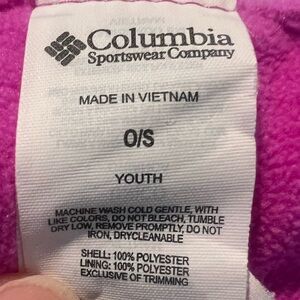 Columbia
Sportswear Company
MADE IN VIETNAM
O/S
YOUTH
MACHINE WASH COLD GENTLE, WITH
LIKE COLORS, DO NOT BLEACH, TUMBLE
DRY LOW, REMOVE PROMPTLY, DO NOT
IRON, DRYCLEANABLE
SHELL: 100% POLYESTER
LINING: 100% POLYESTER
EXCLUSIVE OF TRIMMING